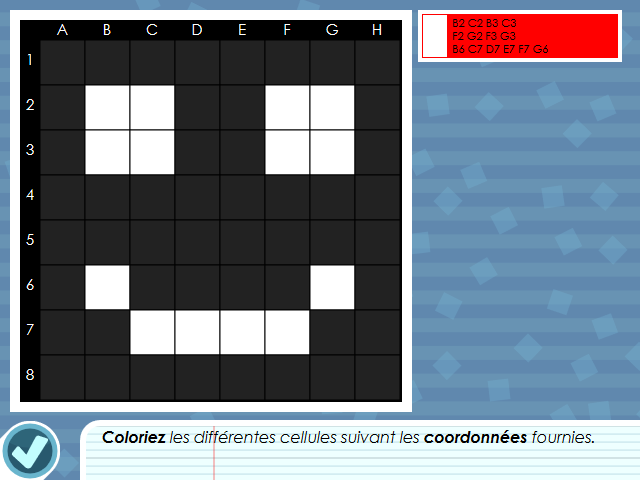 A B C D E F G H
1
2
3
4
5
6
7
8
B2 C2 B3 C3
F2 G2 F3 G3
B6 C7 D7 E7 F7 G6
Coloriez les différentes cellules suivant les coordonnées fournies.